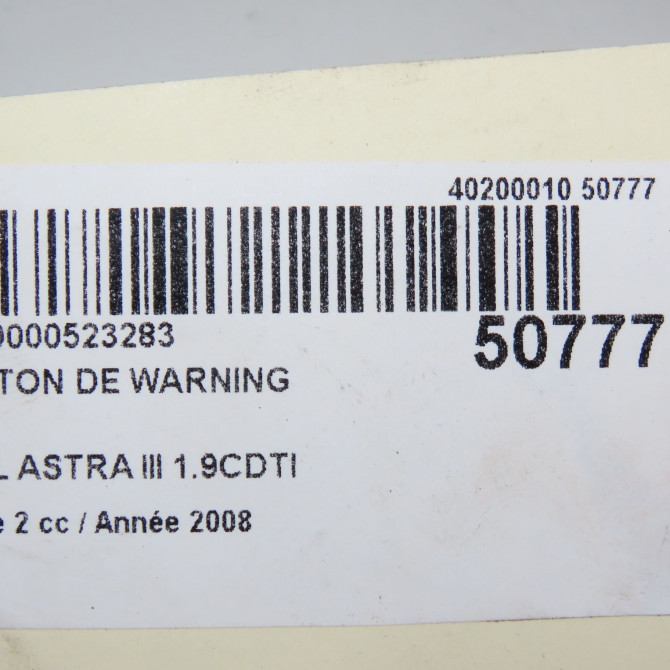 40200010 50777
0000523283
50777
TON DE WARNING
L ASTRA III 1.9CDTI
e 2 cc / Année 2008